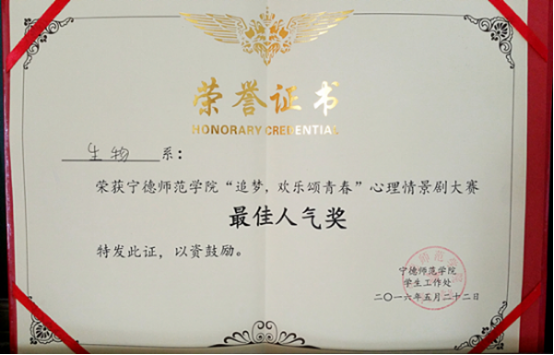 荣誉证书
HONORARY CREDENTIAL
生物 系：
荣获宁德师范学院“追梦，欢乐颂青春”心理情景剧大赛
最佳人气奖
特发此证，以资鼓励。
宁德师范学院
学生工作处
二〇一六年五月二十二日